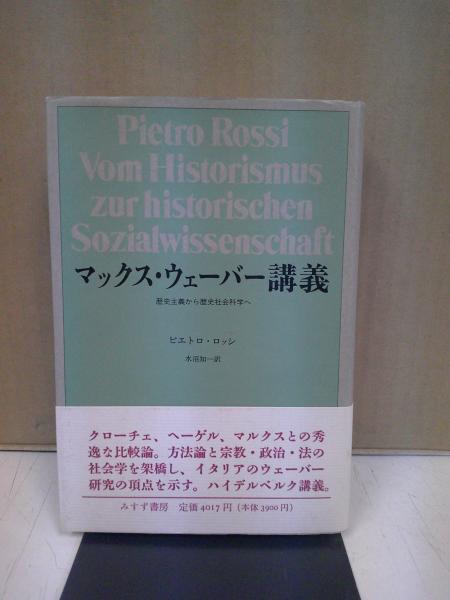 Pietro Rossi
Vom Historismus
zur historischen
Sozialwissenschaft
マックス・ウェーバー講義
歴史主義から歴史社会科学へ
ピエトロ・ロッシ
水沼知一訳
クローチェ、ヘーゲル、マルクスとの秀
逸な比較論。方法論と宗教・政治・法の
社会学を架橋し、イタリアのウェーバー
研究の頂点を示す。ハイデルベルク講義。
みすず書房 定価4017円（本体3900円）